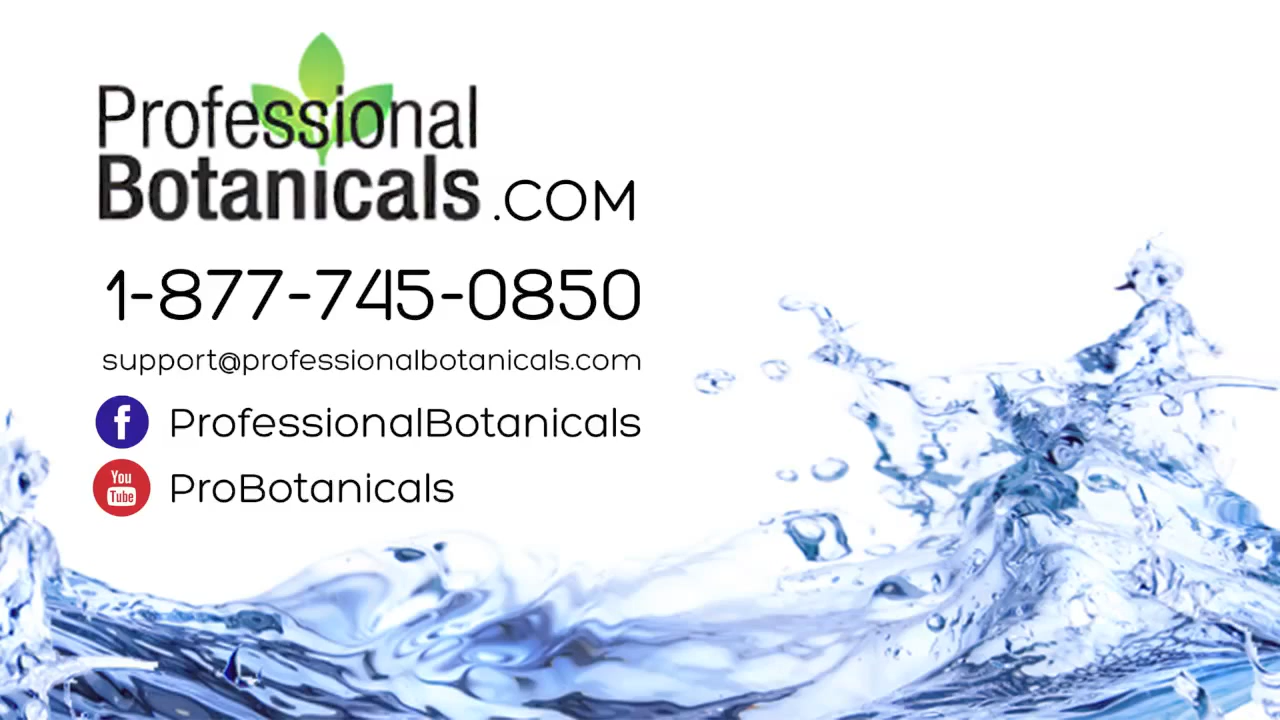 Professional
Botanicals .COM
1-877-745-0850
support@professionalbotanicals.com
f ProfessionalBotanicals
You
Tube ProBotanicals